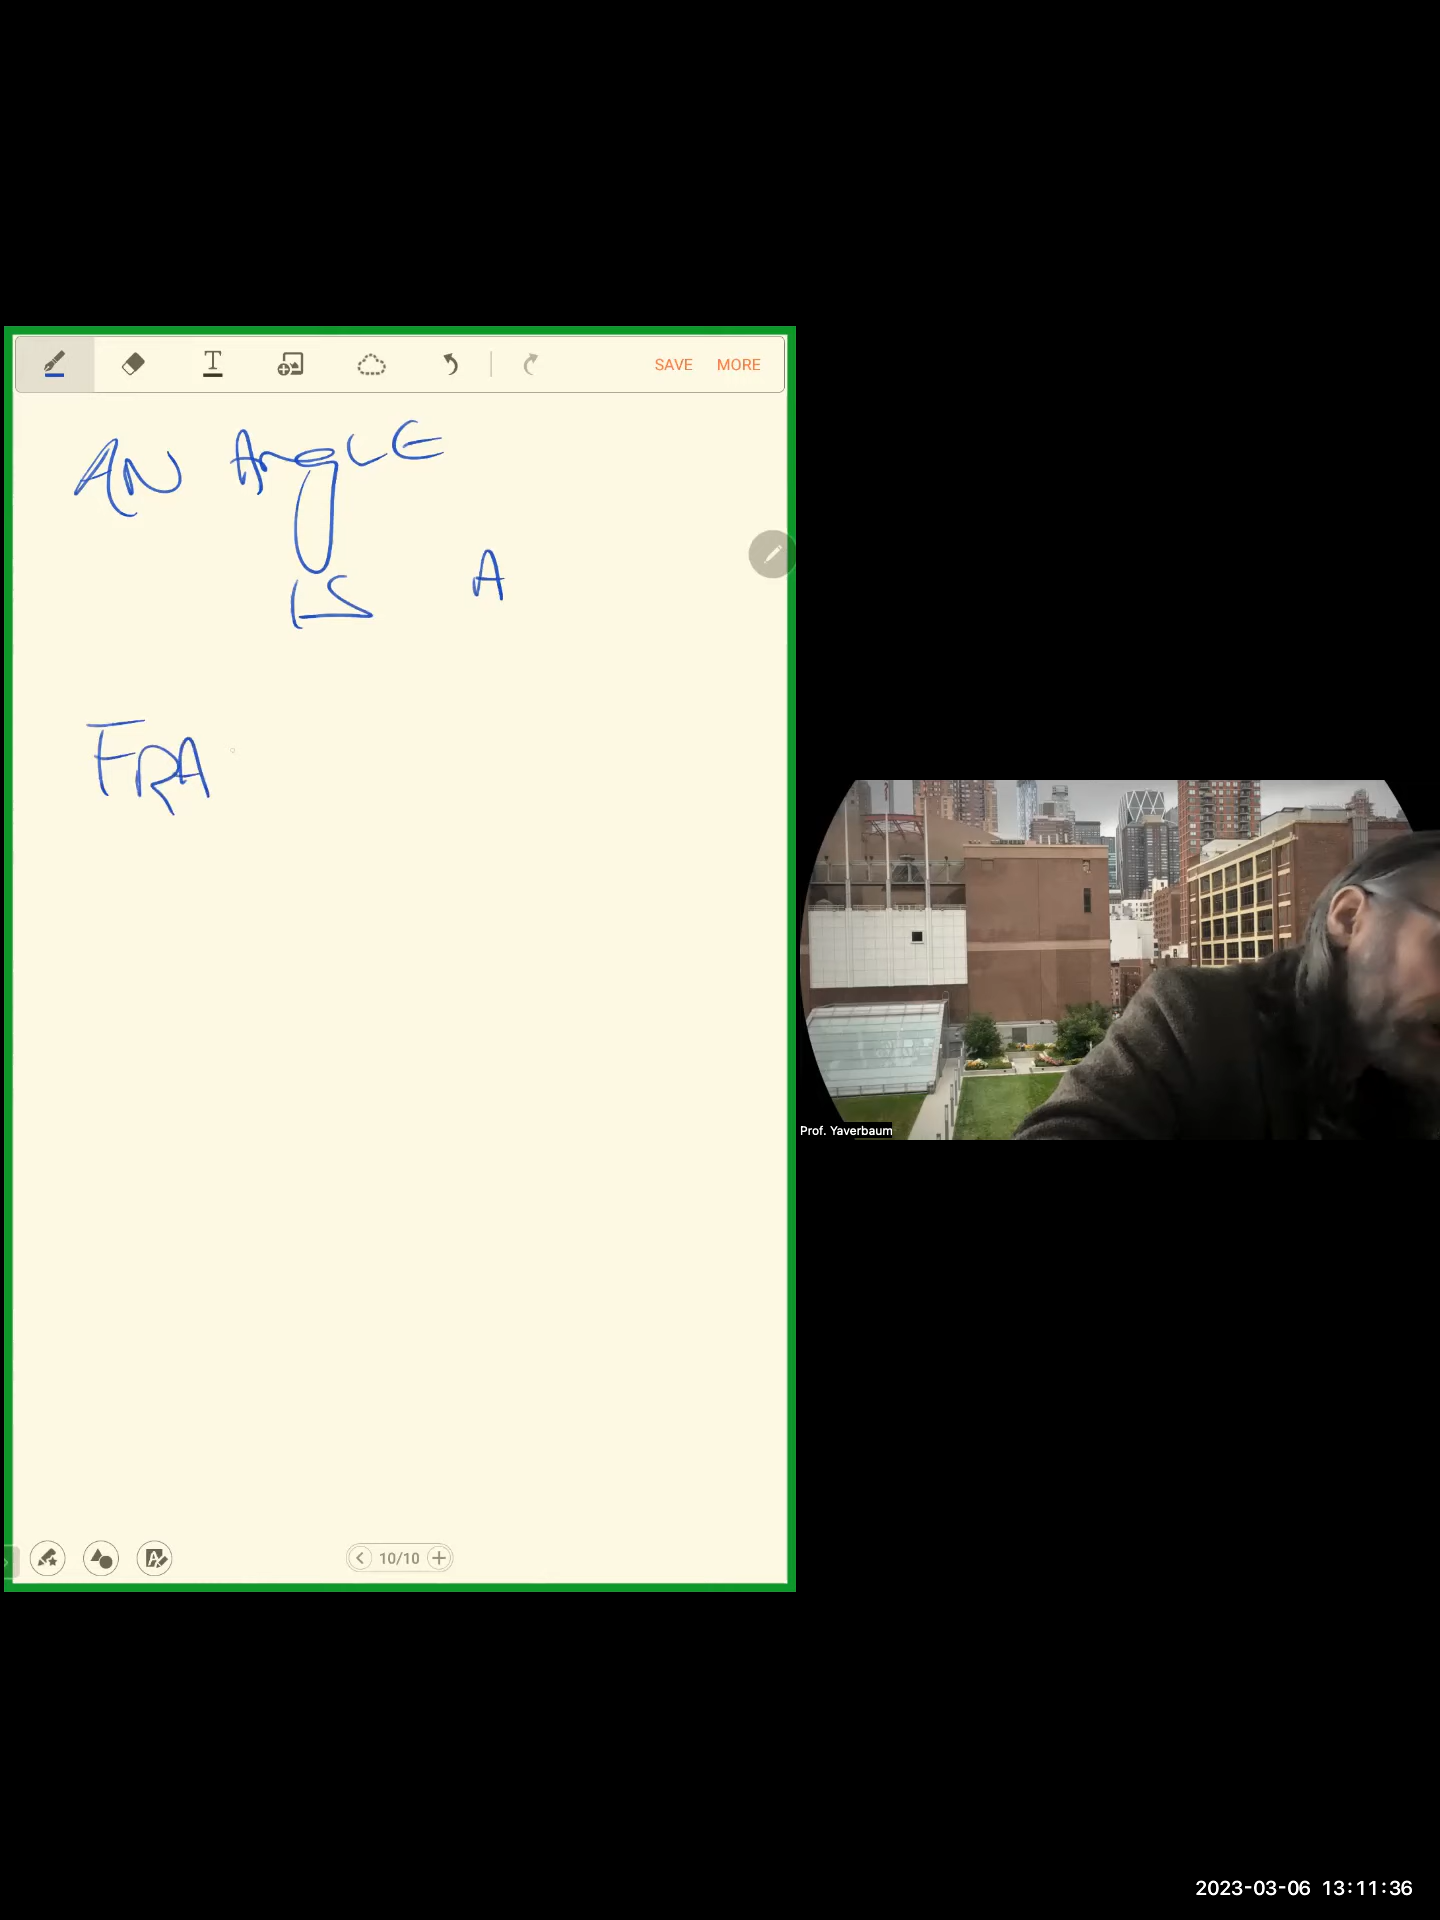 T SAVE MORE
AN AngLE
IS A
FRA
Prof. Yaverbaum
A
10/10
2023-03-06 13:11:36